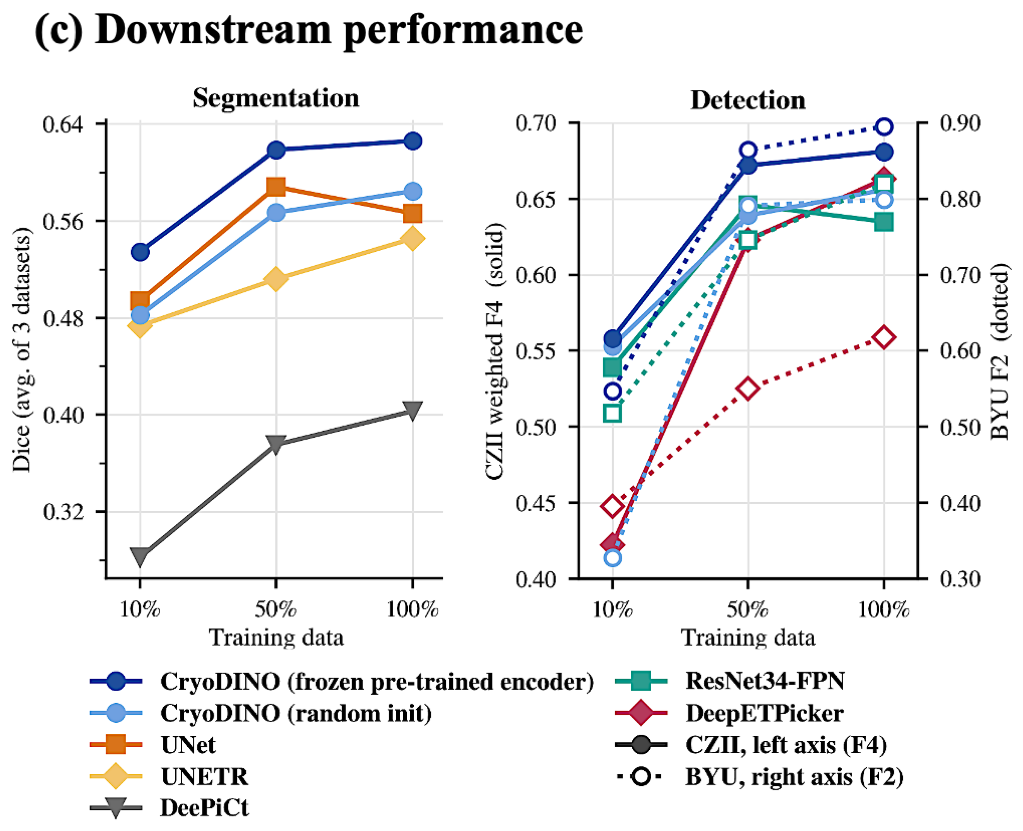 (c) Downstream performance
Segmentation
Dice (avg. of 3 datasets)
0.64
0.56
0.48
0.40
0.32
10%
50%
100%
Training data
Detection
CZII weighted F4 (solid)
0.70
0.65
0.60
0.55
0.50
0.45
0.40
0.90
0.80
0.70
0.60
0.50
0.40
0.30
BYU F2 (dotted)
10%
50%
100%
Training data
CryoDINO (frozen pre-trained encoder)
CryoDINO (random init)
UNet
UNETR
DeePiCt
ResNet34-FPN
DeepETPicker
CZII, left axis (F4)
BYU, right axis (F2)